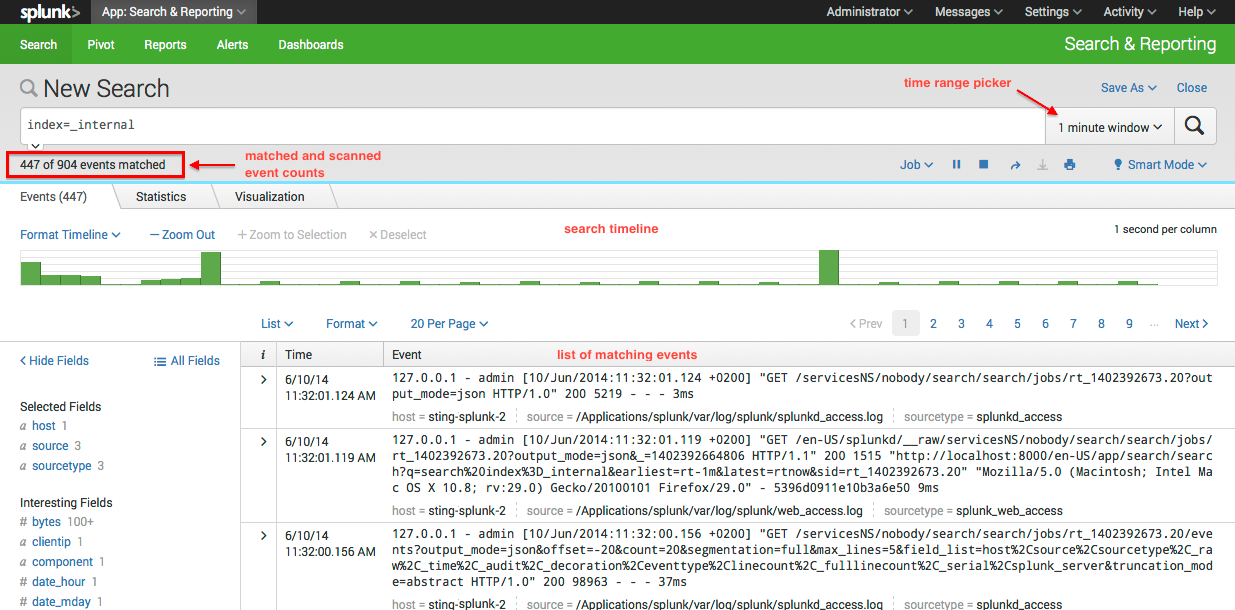 splunk> App: Search & Reporting Administrator Messages Settings Activity Help
Search Pivot Reports Alerts Dashboards Search & Reporting
New Search time range picker Save As Close
index=_internal 1 minute window
447 of 904 events matched matched and scanned Job Smart Mode
event counts
Events (447) Statistics Visualization
Format Timeline — Zoom Out + Zoom to Selection × Deselect search timeline 1 second per column
List Format 20 Per Page < Prev 1 2 3 4 5 6 7 8 9 ... Next >
< Hide Fields All Fields i Time Event list of matching events
Selected Fields
a host 1
a source 3
a sourcetype 3
Interesting Fields
# bytes 100+
a clientip 1
a component 1
# date_hour 1
# date_mday 1
> 6/10/14
11:32:01.124 AM
127.0.0.1 - admin [10/Jun/2014:11:32:01.124 +0200] "GET /servicesNS/nobody/search/search/jobs/rt_1402392673.20?out
put_mode=json HTTP/1.0" 200 5219 - - - 3ms
host = sting-splunk-2 source = /Applications/splunk/var/log/splunk/splunkd_access.log sourcetype = splunkd_access
> 6/10/14
11:32:01.119 AM
127.0.0.1 - admin [10/Jun/2014:11:32:01.119 +0200] "GET /en-US/splunkd/__raw/servicesNS/nobody/search/search/jobs/
rt_1402392673.20?output_mode=json&_=1402392664806 HTTP/1.1" 200 1515 "http://localhost:8000/en-US/app/search/searc
h?q=search%20index%3D_internal&earliest=rt-1m&latest=rtnow&sid=rt_1402392673.20" "Mozilla/5.0 (Macintosh; Intel Ma
c OS X 10.8; rv:29.0) Gecko/20100101 Firefox/29.0" - 5396d0911e10b3a6e50 9ms
host = sting-splunk-2 source = /Applications/splunk/var/log/splunk/web_access.log sourcetype = splunk_web_access
> 6/10/14
11:32:00.156 AM
127.0.0.1 - admin [10/Jun/2014:11:32:00.156 +0200] "GET /servicesNS/nobody/search/search/jobs/rt_1402392673.20/eve
nts?output_mode=json&offset=-20&count=20&segmentation=full&max_lines=5&field_list=host%2Csource%2Csourcetype%2C_ra
w%2C_time%2C_audit%2C_decoration%2Ceventtype%2Clinecount%2C_fulllinecount%2C_serial%2Csplunk_server&truncation_mod
e=abstract HTTP/1.0" 200 98963 - - - 37ms
host = sting-splunk-2 source = /Applications/splunk/var/log/splunk/splunkd_access.log sourcetype = splunkd_access